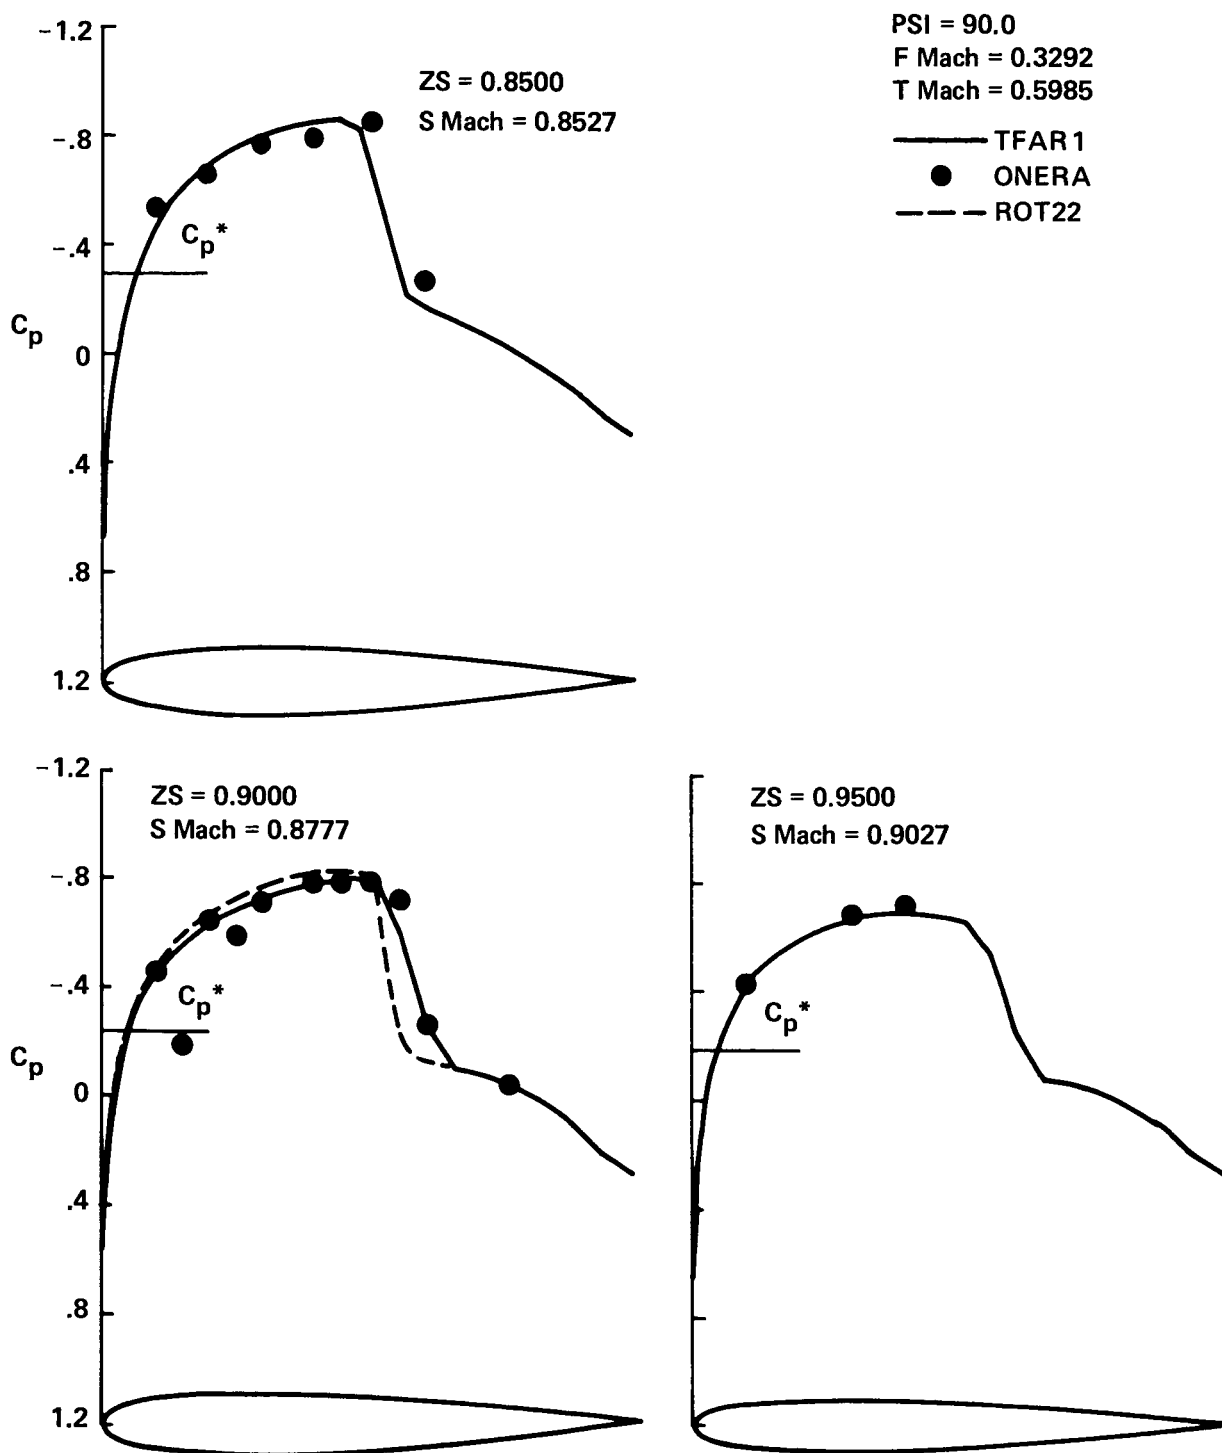 PSI = 90.0
F Mach = 0.3292
T Mach = 0.5985
TFAR1
ONERA
ROT22
ZS = 0.8500
S Mach = 0.8527
-1.2
-.8
-.4
0
.4
.8
1.2
Cp
Cp*
ZS = 0.9000
S Mach = 0.8777
-1.2
-.8
-.4
0
.4
.8
1.2
Cp
Cp*
ZS = 0.9500
S Mach = 0.9027
Cp*